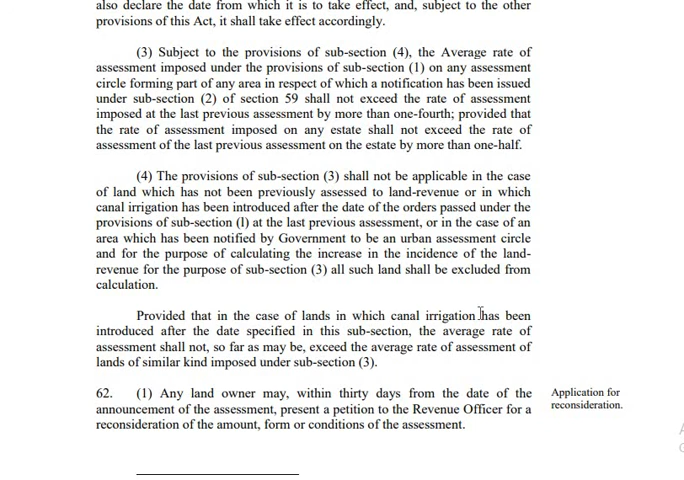 also declare the date from which it is to take effect, and, subject to the other
provisions of this Act, it shall take effect accordingly.
(3) Subject to the provisions of sub-section (4), the Average rate of
assessment imposed under the provisions of sub-section (1) on any assessment
circle forming part of any area in respect of which a notification has been issued
under sub-section (2) of section 59 shall not exceed the rate of assessment
imposed at the last previous assessment by more than one-fourth; provided that
the rate of assessment imposed on any estate shall not exceed the rate of
assessment of the last previous assessment on the estate by more than one-half.
(4) The provisions of sub-section (3) shall not be applicable in the case
of land which has not been previously assessed to land-revenue or in which
canal irrigation has been introduced after the date of the orders passed under the
provisions of sub-section (l) at the last previous assessment, or in the case of an
area which has been notified by Government to be an urban assessment circle
and for the purpose of calculating the increase in the incidence of the land-
revenue for the purpose of sub-section (3) all such land shall be excluded from
calculation.
Provided that in the case of lands in which canal irrigation has been
introduced after the date specified in this sub-section, the average rate of
assessment shall not, so far as may be, exceed the average rate of assessment of
lands of similar kind imposed under sub-section (3).
62. (1) Any land owner may, within thirty days from the date of the
announcement of the assessment, present a petition to the Revenue Officer for a
reconsideration of the amount, form or conditions of the assessment.
Application for
reconsideration.